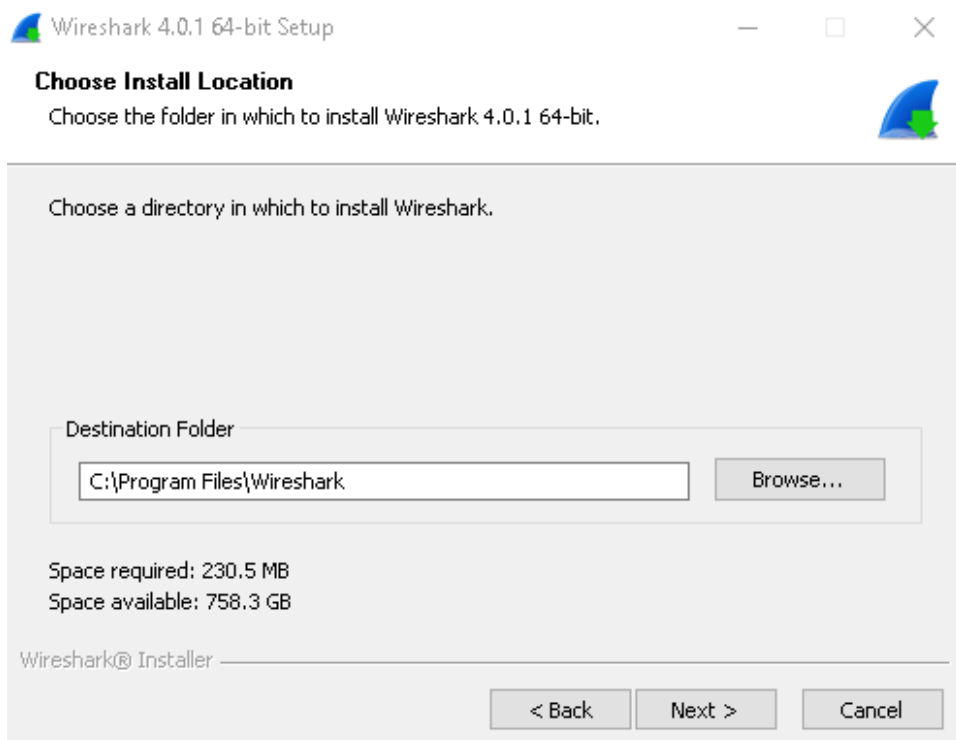 Wireshark 4.0.1 64-bit Setup
Choose Install Location
Choose the folder in which to install Wireshark 4.0.1 64-bit.
Choose a directory in which to install Wireshark.
Destination Folder
C:\Program Files\Wireshark
Browse...
Space required: 230.5 MB
Space available: 758.3 GB
Wireshark® Installer
< Back
Next >
Cancel